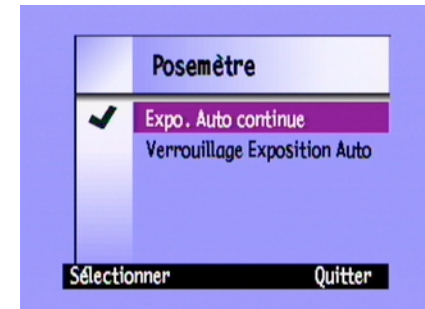 Posemètre
Expo. Auto continue
Verrouillage Exposition Auto
Sélectionner Quitter